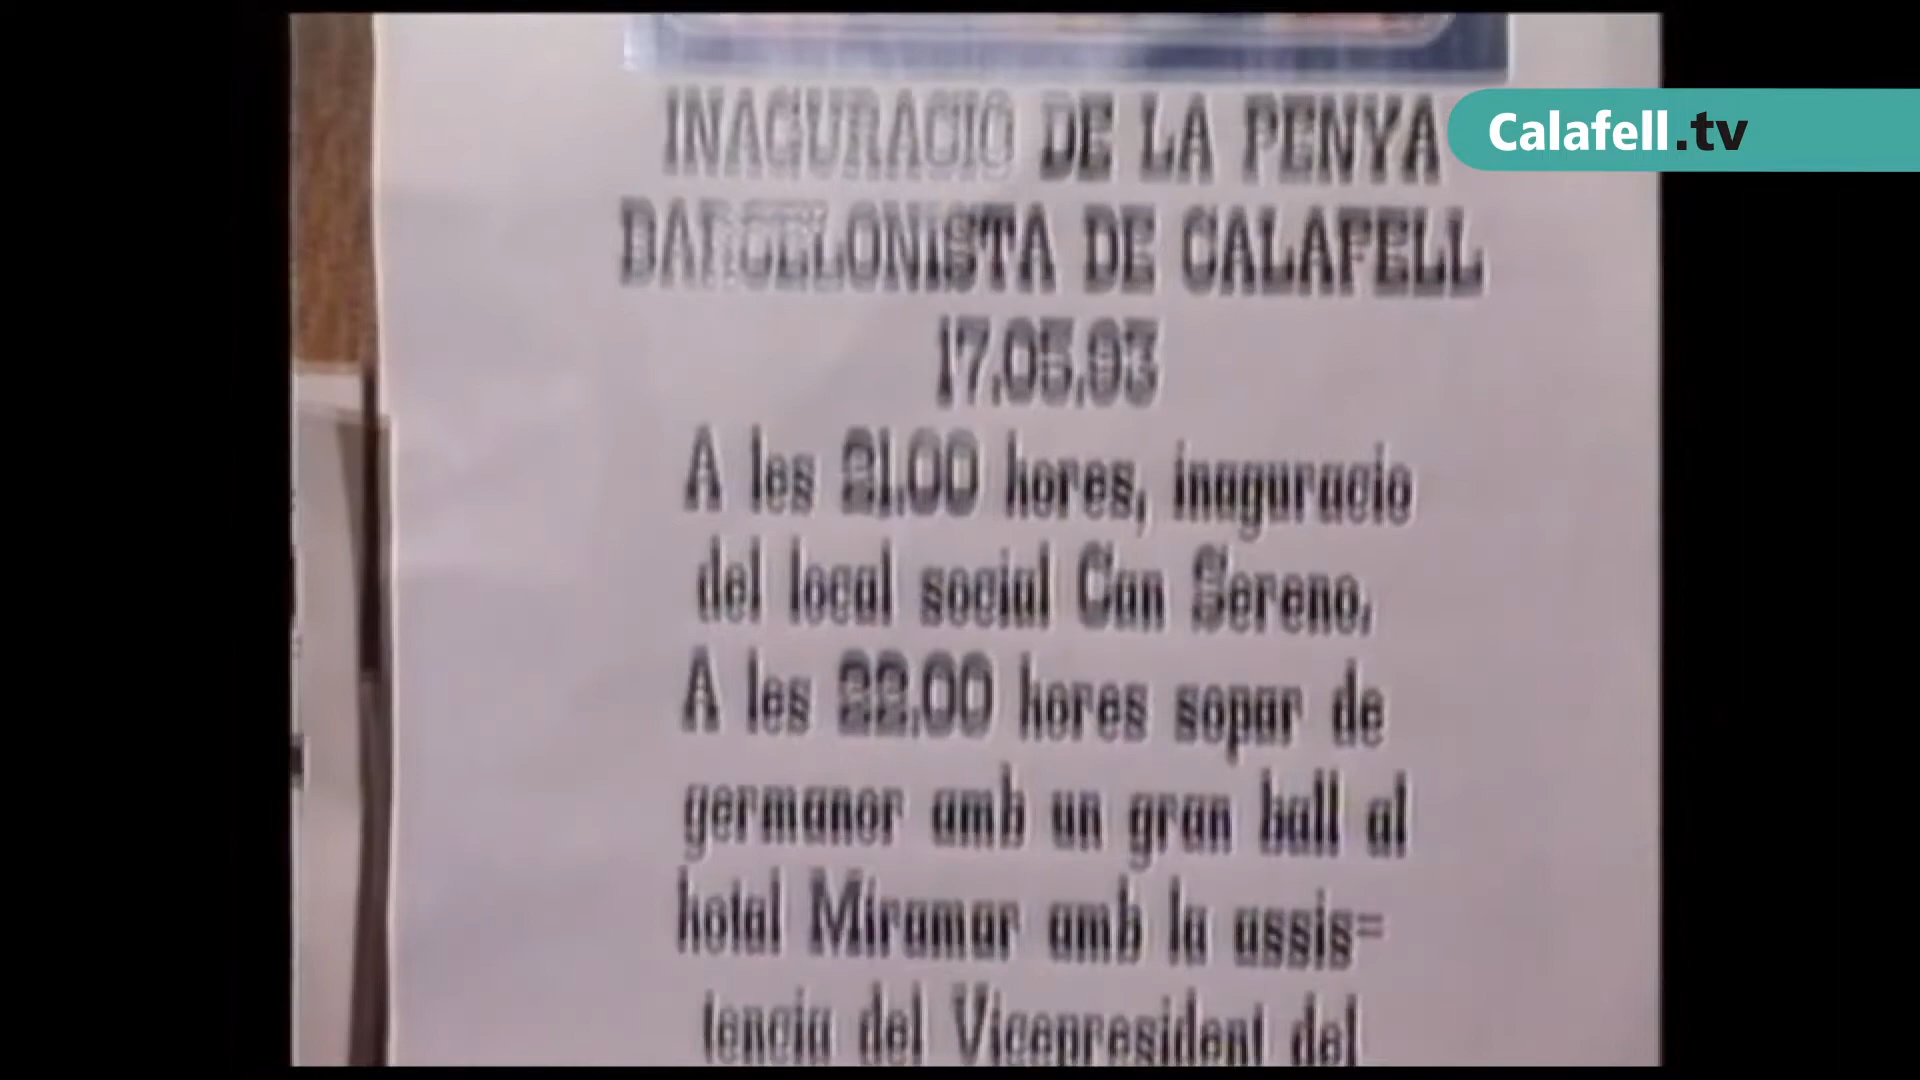 INAGURACIO DE LA PENYA
BARCELONISTA DE CALAFELL
17.05.93
A les 21.00 hores, inaguracio
del local social Can Sereno.
A les 22.00 hores sopar de
germanor amb un gran ball al
hotel Miramar amb la assis=
tencia del Vicepresident del
Calafell.tv